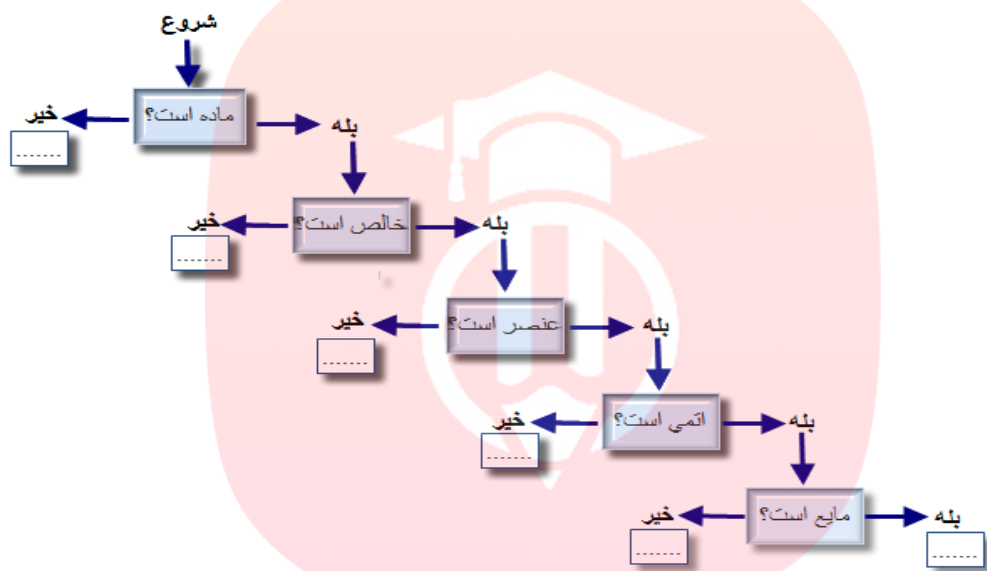 شروع
ماده است؟
خیر
بله
.......
خالص است؟
خیر
بله
.......
عنصر است؟
خیر
بله
.......
اتمی است؟
خیر
بله
.......
مایع است؟
خیر
بله
.......
.......